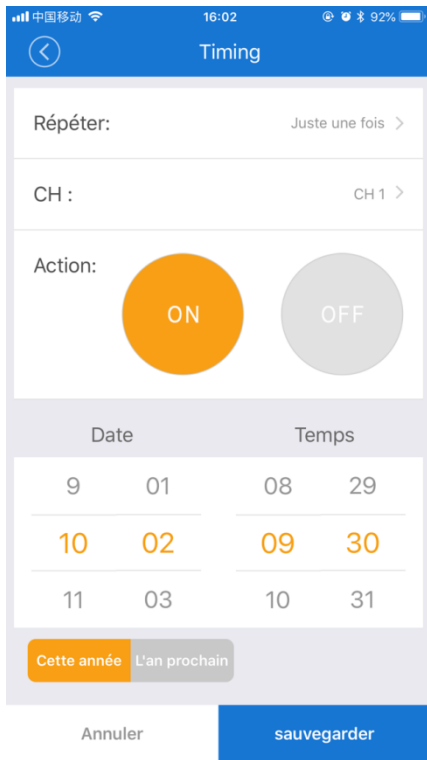 中国移动 16:02 92%
Timing
Répéter: Juste une fois
CH : CH 1
Action:
ON OFF
Date Temps
9 01 08 29
10 02 09 30
11 03 10 31
Cette année L'an prochain
Annuler sauvegarder